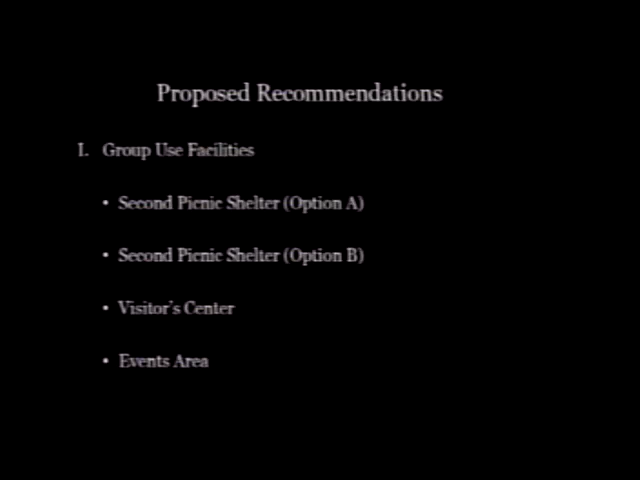 Proposed Recommendations
I. Group Use Facilities
• Second Picnic Shelter (Option A)
• Second Picnic Shelter (Option B)
• Visitor's Center
• Events Area